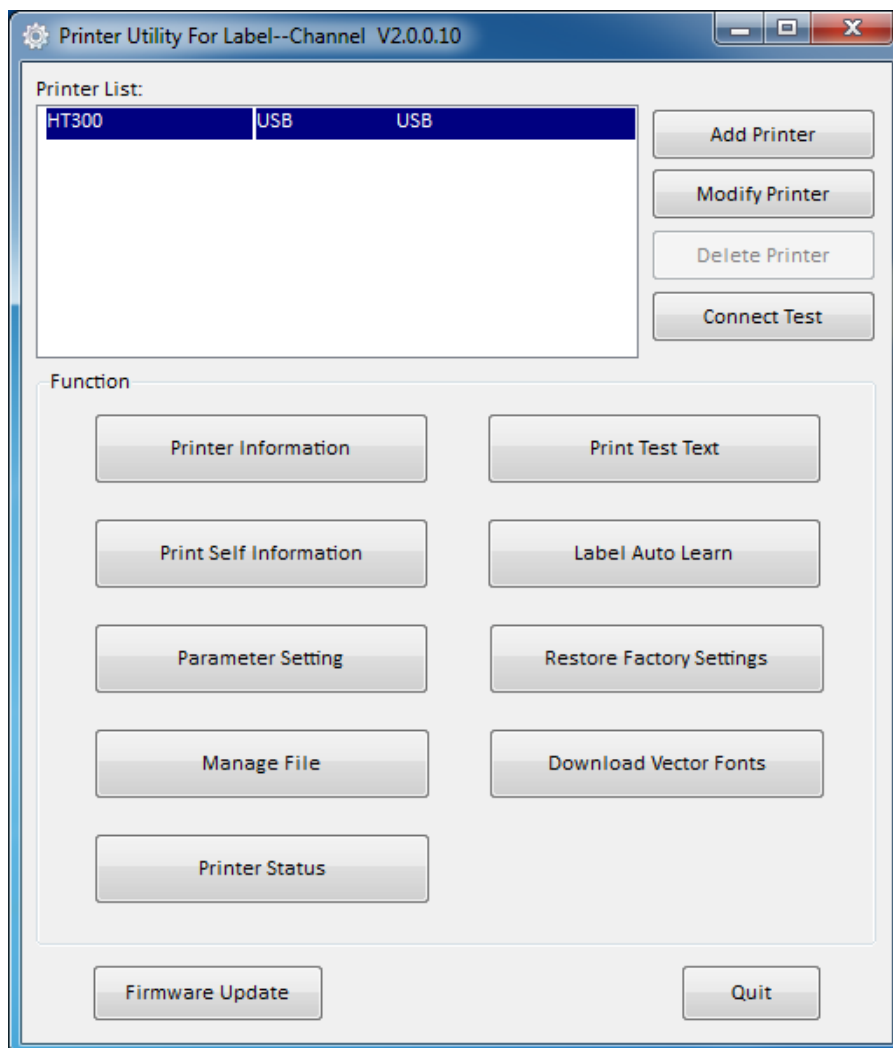 Printer Utility For Label--Channel V2.0.0.10
Printer List:
HT300 USB USB
Add Printer
Modify Printer
Delete Printer
Connect Test
Function
Printer Information
Print Test Text
Print Self Information
Label Auto Learn
Parameter Setting
Restore Factory Settings
Manage File
Download Vector Fonts
Printer Status
Firmware Update
Quit